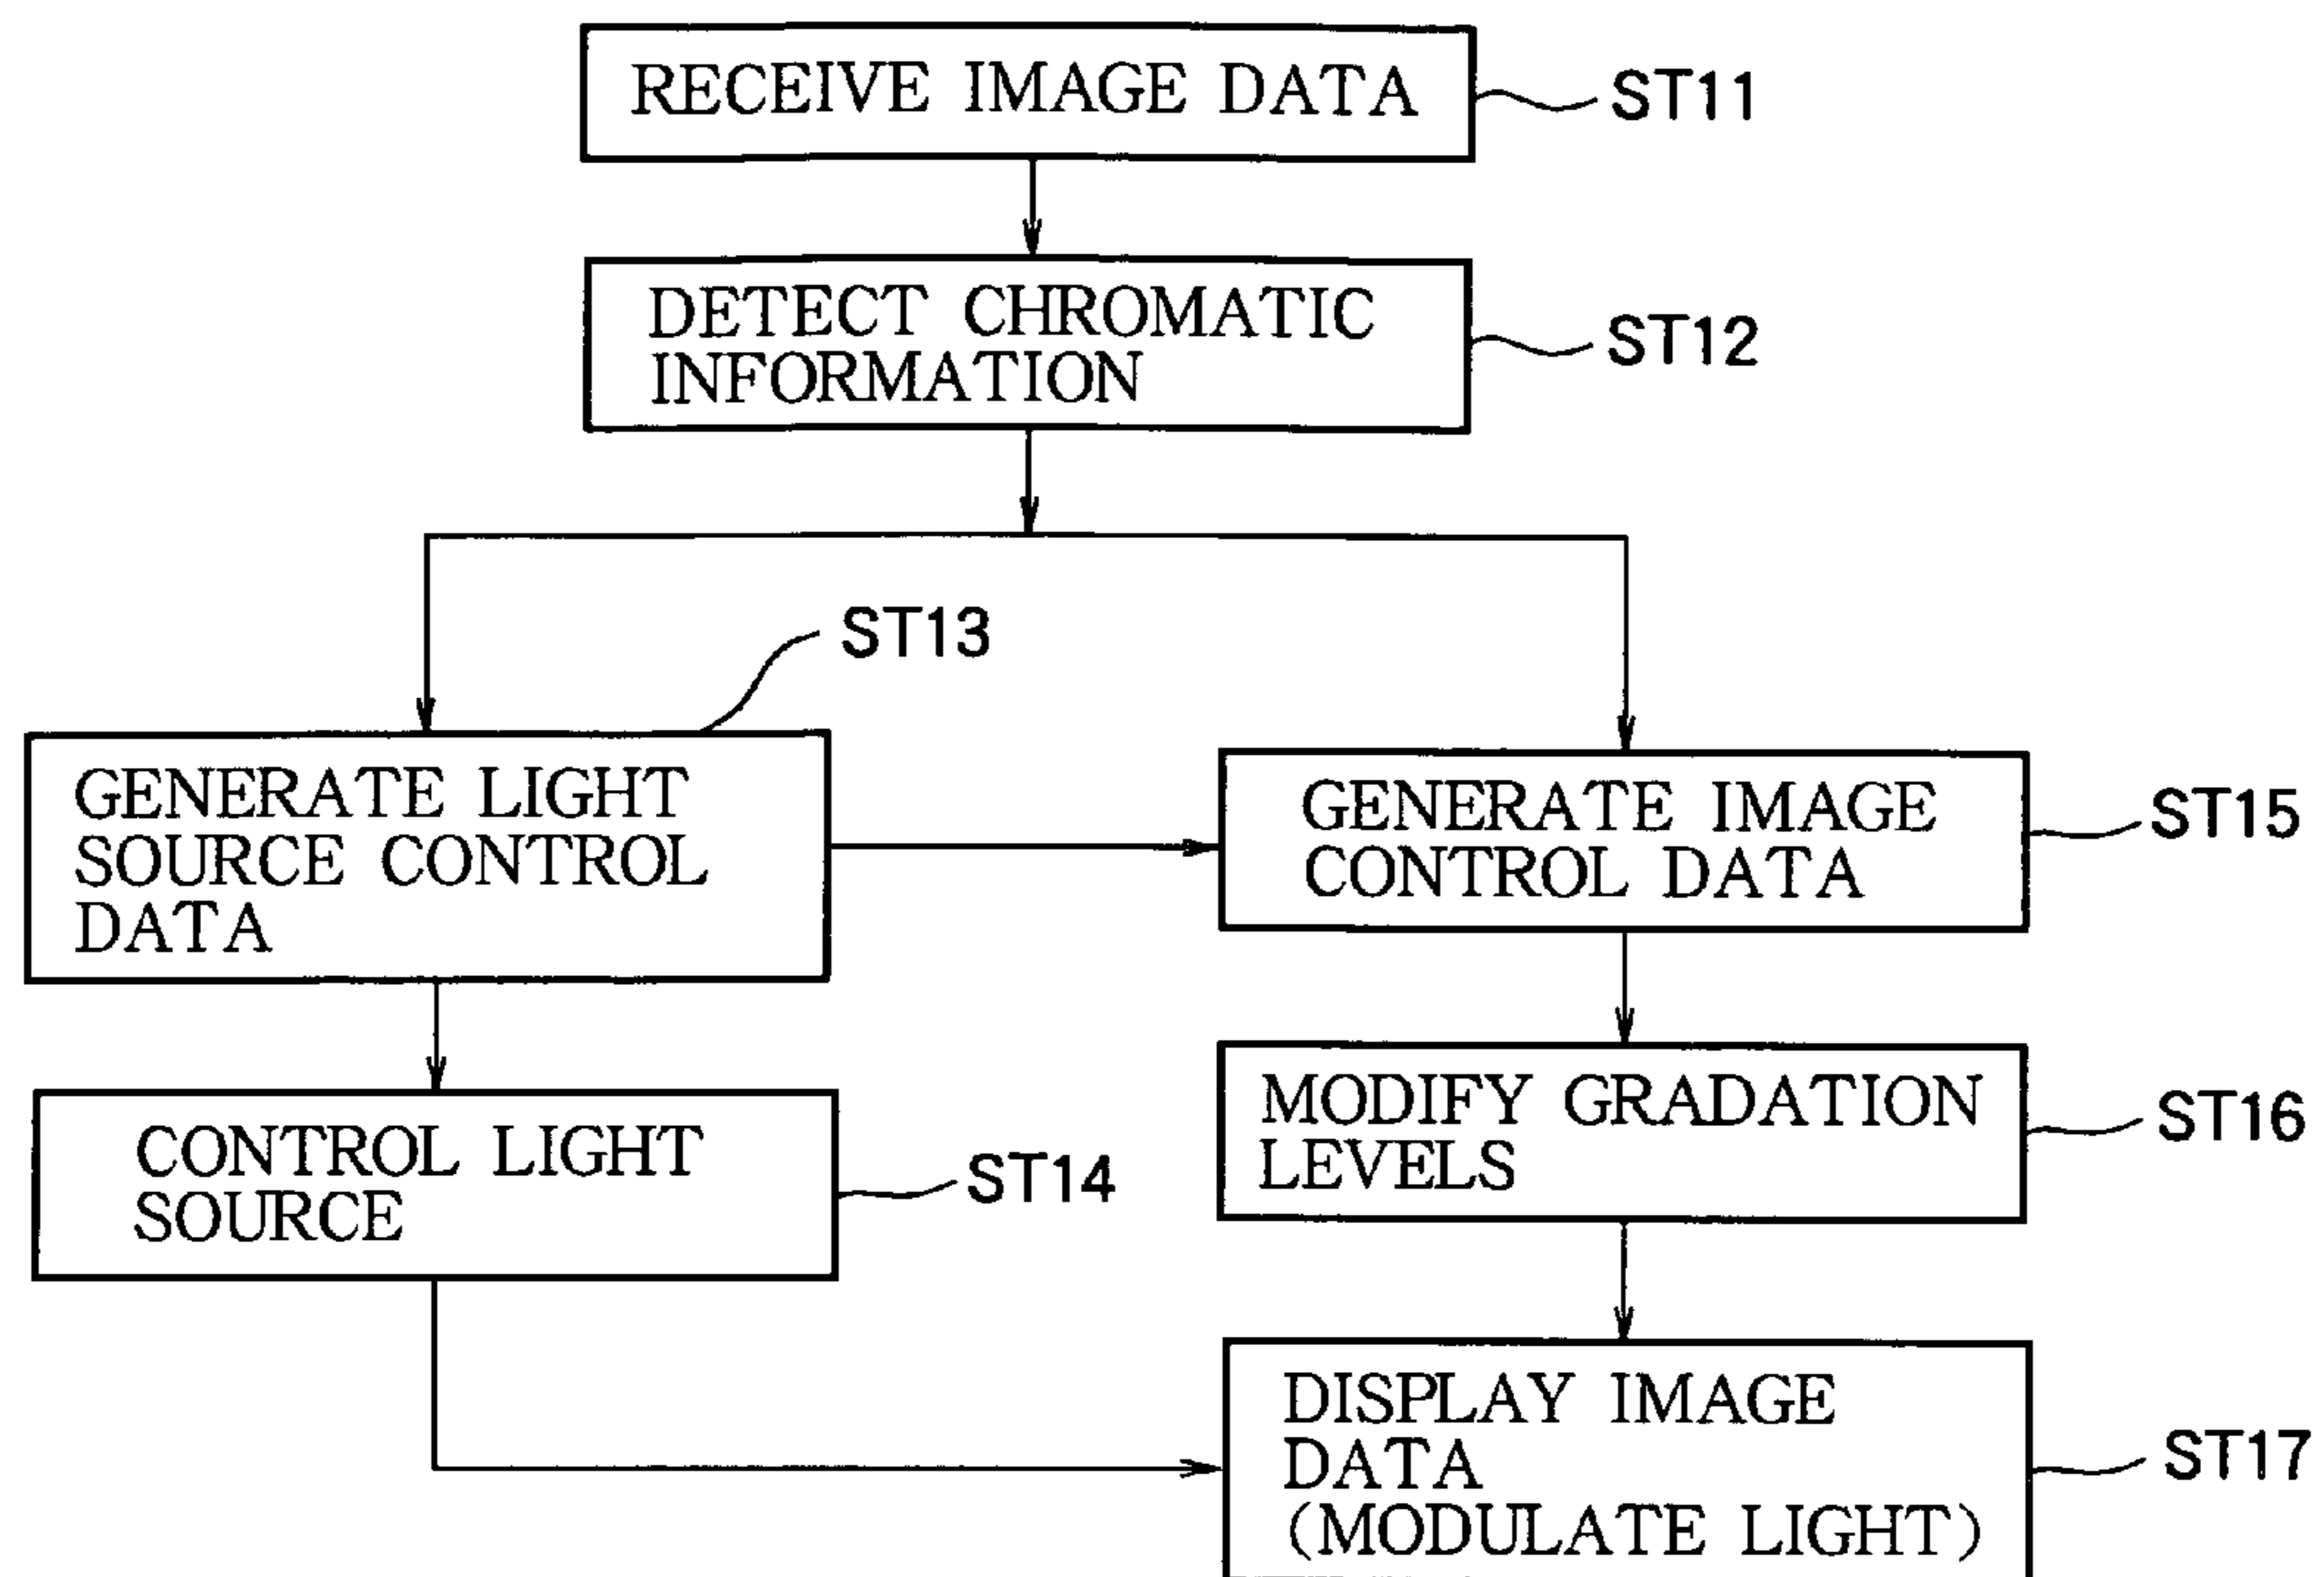 RECEIVE IMAGE DATA
ST11
DETECT CHROMATIC
INFORMATION
ST12
ST13
GENERATE LIGHT
SOURCE CONTROL
DATA
GENERATE IMAGE
CONTROL DATA
ST15
CONTROL LIGHT
SOURCE
ST14
MODIFY GRADATION
LEVELS
ST16
DISPLAY IMAGE
DATA
(MODULATE LIGHT)
ST17